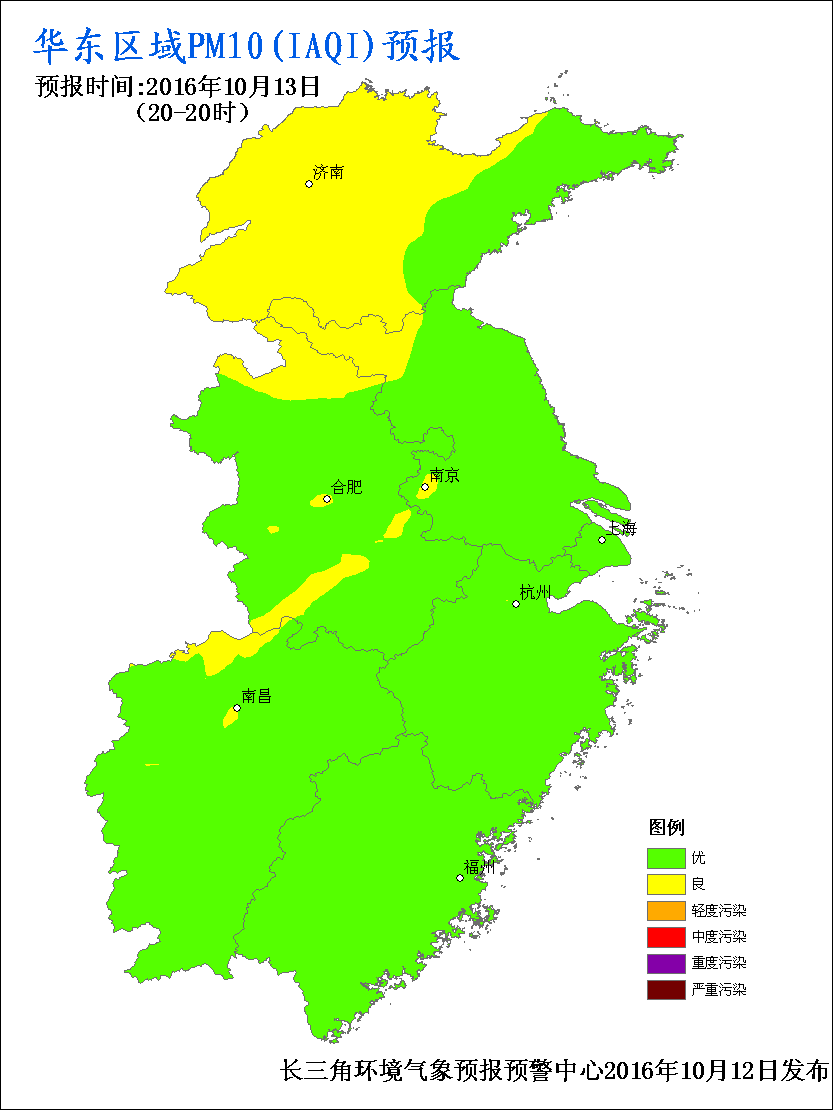 华东区域PM10(IAQI)预报
预报时间:2016年10月13日
（20-20时）
济南
南京
合肥
上海
杭州
南昌
福州
图例
优
良
轻度污染
中度污染
重度污染
严重污染
长三角环境气象预报预警中心2016年10月12日发布